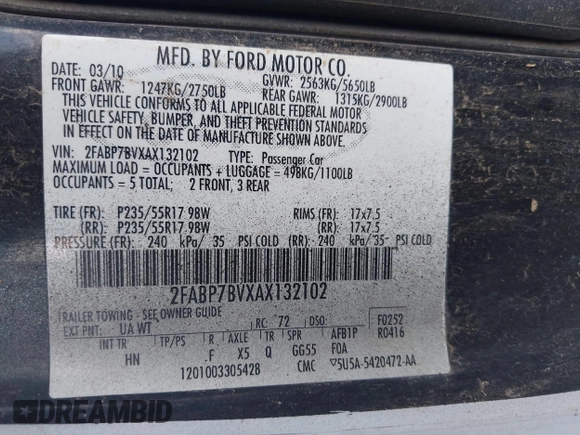 MFD. BY FORD MOTOR CO.
DATE: 03/10
GVWR: 2563KG/5650LB
FRONT GAWR: 1247KG/2750LB
REAR GAWR: 1315KG/2900LB
THIS VEHICLE CONFORMS TO ALL APPLICABLE FEDERAL MOTOR
VEHICLE SAFETY, BUMPER, AND THEFT PREVENTION STANDARDS
IN EFFECT ON THE DATE OF MANUFACTURE SHOWN ABOVE.
VIN: 2FABP7BVXAX132102 TYPE: Passenger Car
MAXIMUM LOAD = OCCUPANTS + LUGGAGE = 498KG/1100LB
OCCUPANTS = 5 TOTAL; 2 FRONT, 3 REAR
TIRE (FR): P235/55R17 98W RIMS (FR): 17x7.5
(RR): P235/55R17 98W (RR): 17x7.5
PRESSURE (FR): 240 kPa/ 35 PSI COLD (RR): 240 kPa/ 35 PSI COLD
2FABP7BVXAX132102
TRAILER TOWING - SEE OWNER GUIDE
EXT PNT: UA WT RC: 72 DSO: F0252
INT TR TP/PS R AXLE TR SPR AFB1P R0416
HN .F X5 Q GG55 FOA
1201003305428 CMC ▽5U5A-5420472-AA
DREAMBID